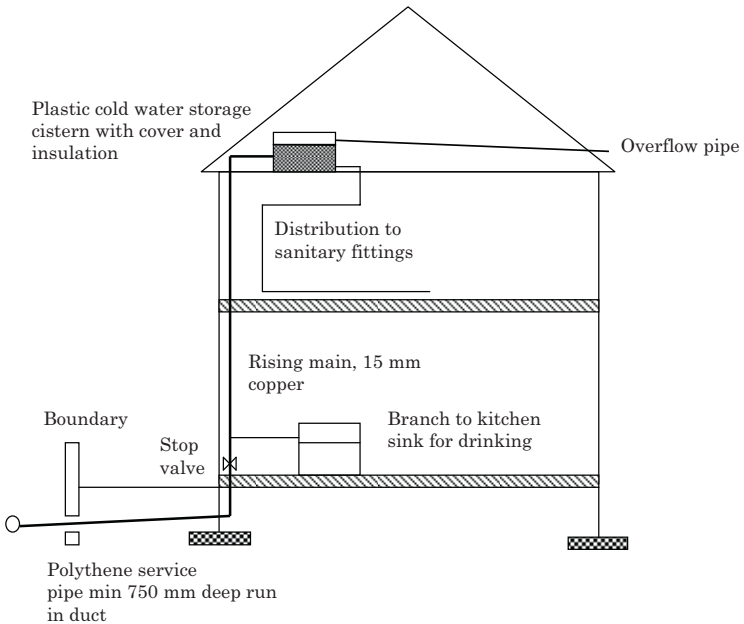 Plastic cold water storage
cistern with cover and
insulation
Overflow pipe
Distribution to
sanitary fittings
Rising main, 15 mm
copper
Boundary
Branch to kitchen
sink for drinking
Stop
valve
Polythene service
pipe min 750 mm deep run
in duct